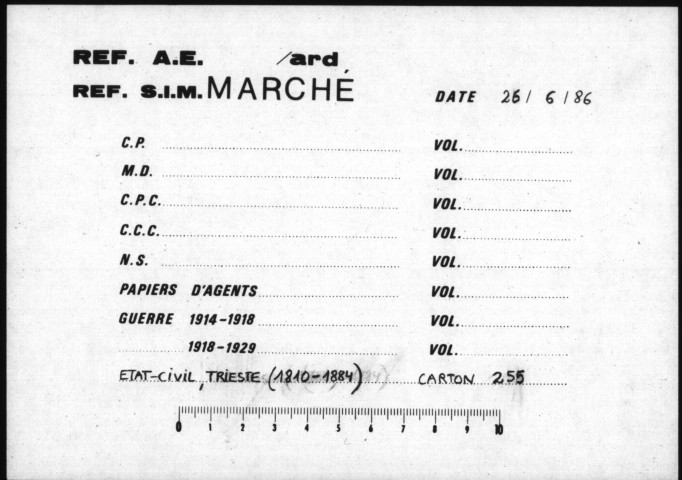 REF. A.E. /ard
REF. S.I.M. MARCHÉ DATE 26/ 6 / 86
C.P. VOL.
M.D. VOL.
C.P.C. VOL.
C.C.C. VOL.
N.S. VOL.
PAPIERS D'AGENTS VOL.
GUERRE 1914-1918 VOL.
1918-1929 VOL.
ETAT-CIVIL, TRIESTE (1810-1884) CARTON 255
0 1 2 3 4 5 6 7 8 9 10